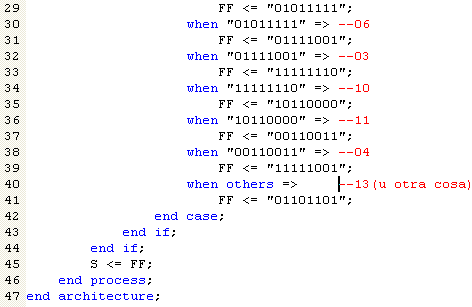 29 FF <= "01011111";
30 when "01011111" => --06
31 FF <= "01111001";
32 when "01111001" => --03
33 FF <= "11111110";
34 when "11111110" => --10
35 FF <= "10110000";
36 when "10110000" => --11
37 FF <= "00110011";
38 when "00110011" => --04
39 FF <= "11111001";
40 when others => --13(u otra cosa)
41 FF <= "01101101";
42 end case;
43 end if;
44 end if;
45 S <= FF;
46 end process;
47 end architecture;